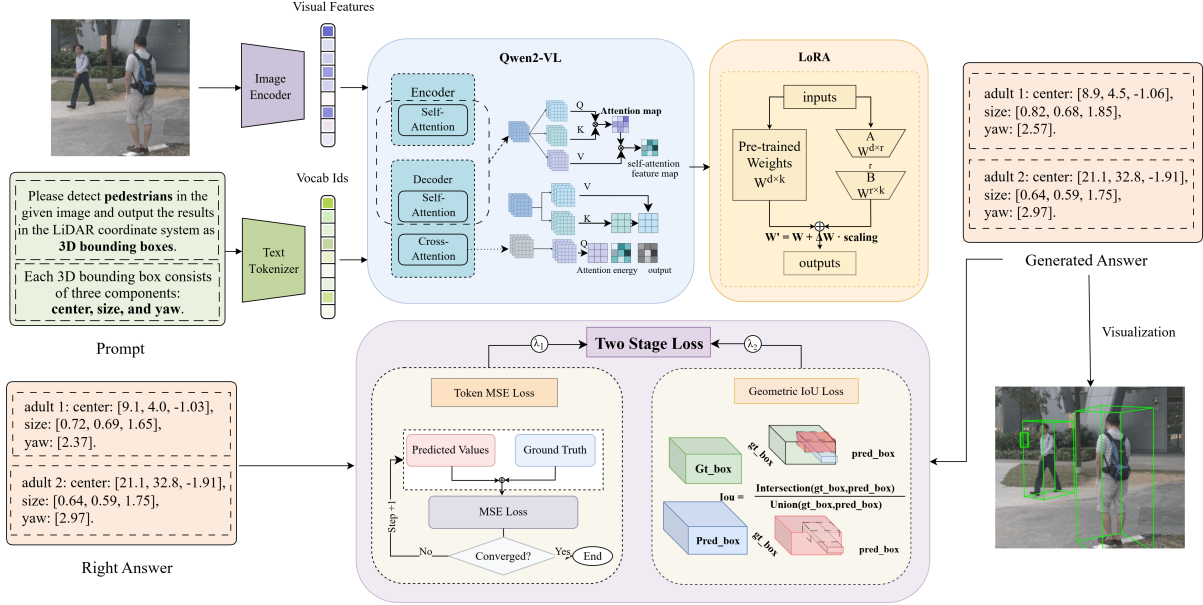 Visual Features
Image
Encoder
Please detect pedestrians in the
given image and output the results
in the LiDAR coordinate system as
3D bounding boxes.
Each 3D bounding box consists
of three components:
center, size, and yaw.
Prompt
Vocab Ids
Text
Tokenizer
Qwen2-VL
Encoder
Self-
Attention
Decoder
Self-
Attention
Cross-
Attention
Q
K
V
Attention map
self-attention
feature map
V
K
Q
Attention energy
output
LoRA
inputs
Pre-trained
Weights
W^{d×k}
A
W^{d×r}
r
B
W^{r×k}
W' = W + ΔW · scaling
outputs
adult 1: center: [8.9, 4.5, -1.06],
size: [0.82, 0.68, 1.85],
yaw: [2.57].
adult 2: center: [21.1, 32.8, -1.91],
size: [0.64, 0.59, 1.75],
yaw: [2.97].
Generated Answer
Visualization
adult 1: center: [9.1, 4.0, -1.03],
size: [0.72, 0.69, 1.65],
yaw: [2.37].
adult 2: center: [21.1, 32.8, -1.91],
size: [0.64, 0.59, 1.75],
yaw: [2.97].
Right Answer
λ₁
Two Stage Loss
λ₂
Token MSE Loss
Predicted Values
Ground Truth
MSE Loss
Step +1
Converged?
No
Yes
End
Geometric IoU Loss
Gt_box
gt_box
pred_box
Iou =
Intersection(gt_box,pred_box)
Union(gt_box,pred_box)
Pred_box
gt_box
pred_box